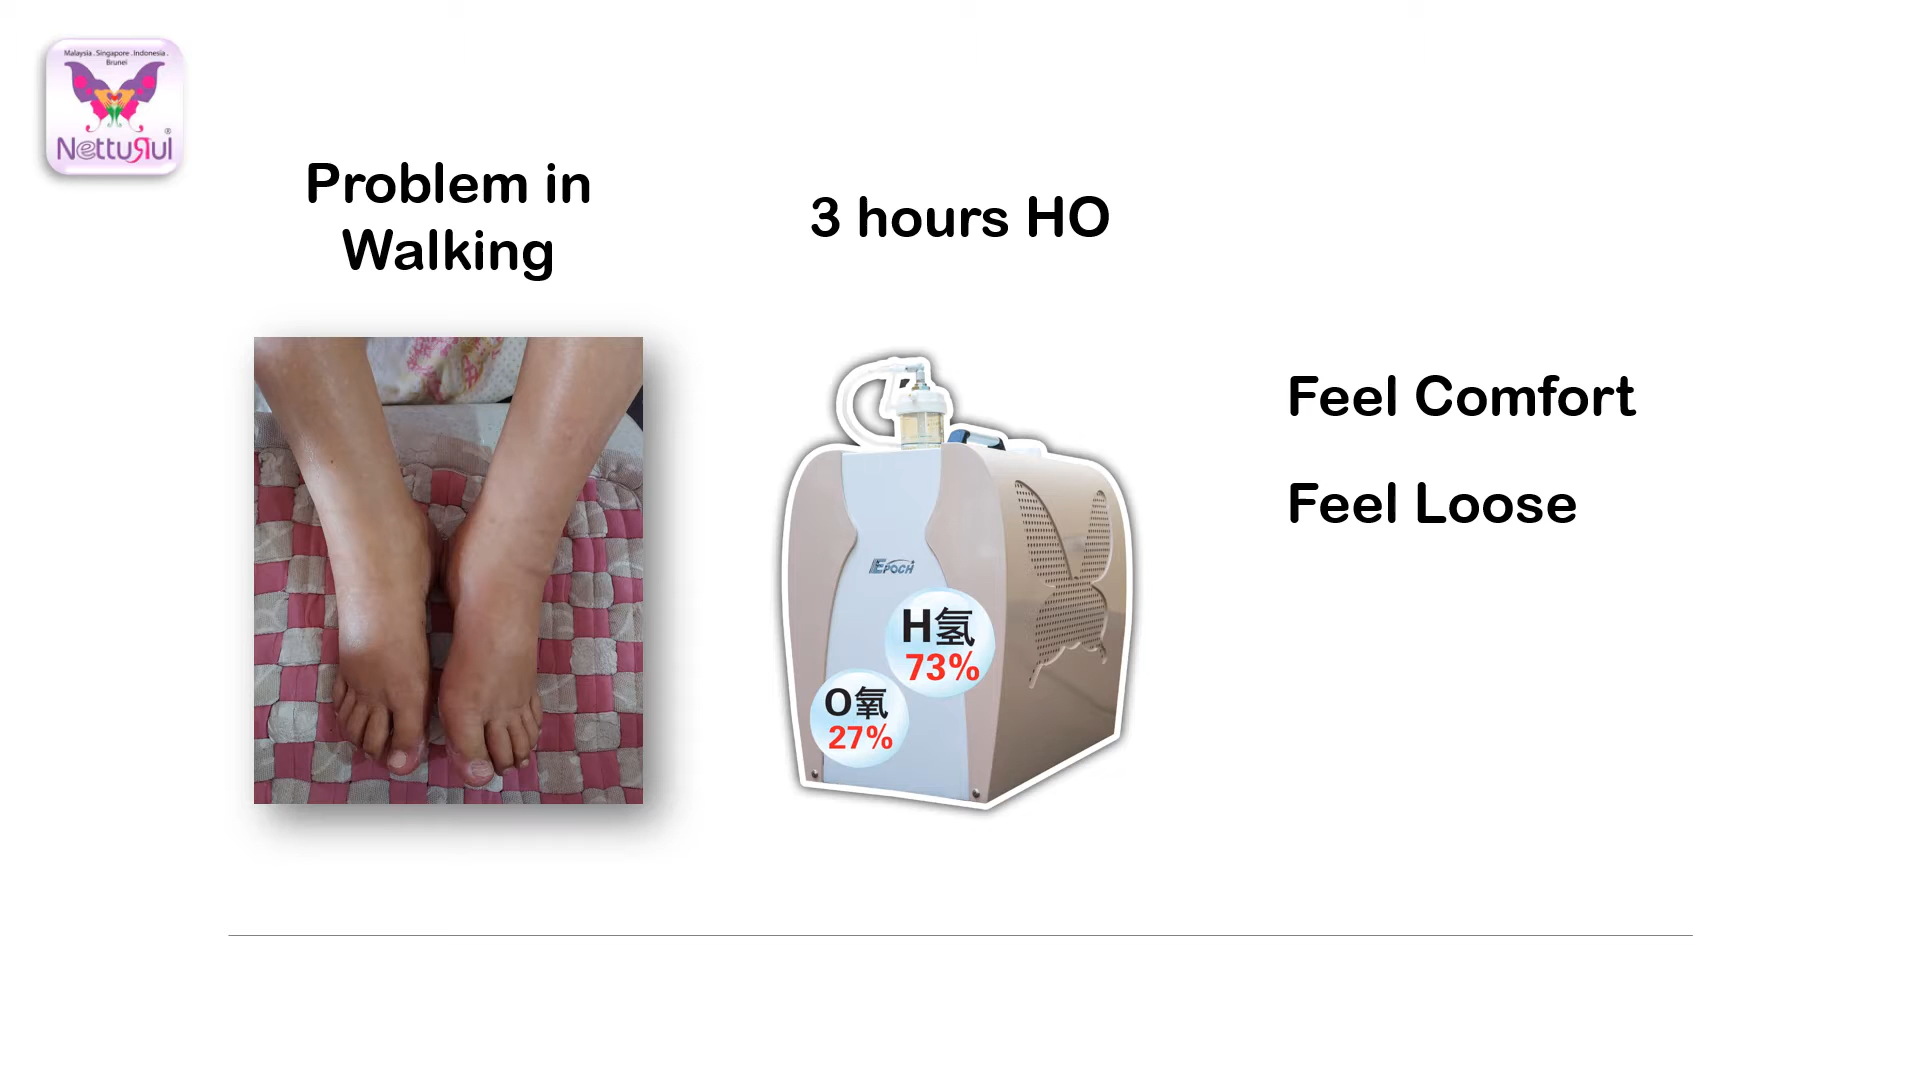 Malaysia . Singapore . Indonesia .
Brunei
NettuЯul
®
Problem in
Walking
3 hours HO
Feel Comfort
Feel Loose
EPOCH
H氢
73%
O氧
27%